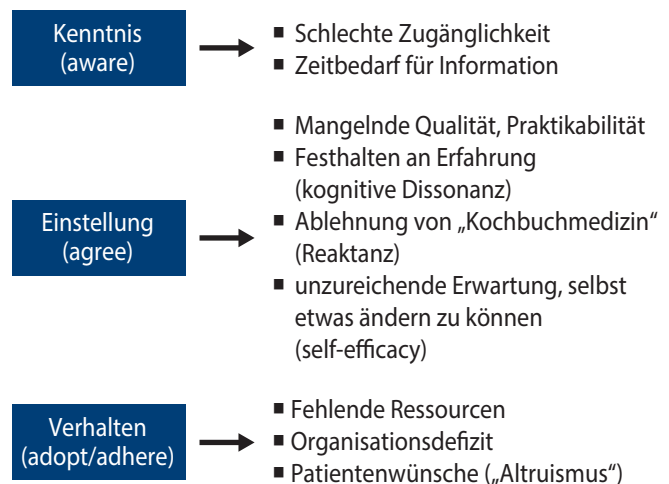 Kenntnis
(aware)
■ Schlechte Zugänglichkeit
■ Zeitbedarf für Information
Einstellung
(agree)
■ Mangelnde Qualität, Praktikabilität
■ Festhalten an Erfahrung
(kognitive Dissonanz)
■ Ablehnung von „Kochbuchmedizin“
(Reaktanz)
■ unzureichende Erwartung, selbst
etwas ändern zu können
(self-efficacy)
Verhalten
(adopt/adhere)
■ Fehlende Ressourcen
■ Organisationsdefizit
■ Patientenwünsche („Altruismus“)